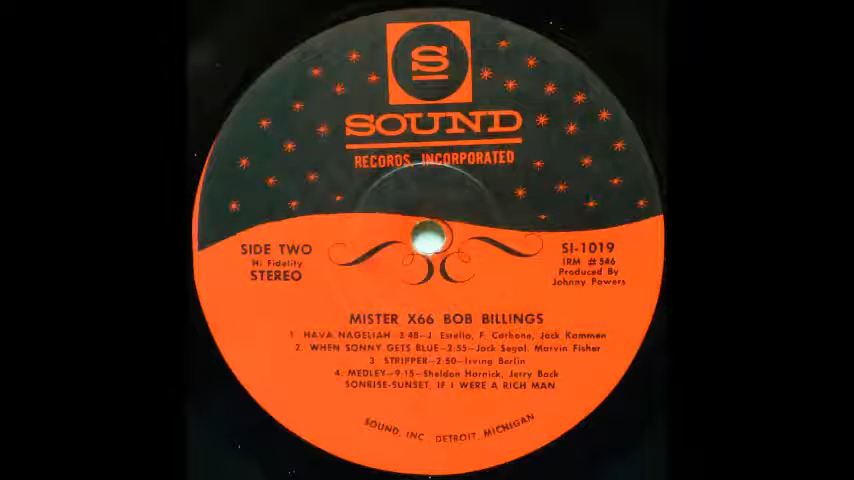 S
SOUND
RECORDS, INCORPORATED
SIDE TWO
Hi Fidelity
STEREO
SI-1019
IRM #546
Produced By
Johnny Powers
MISTER X66 BOB BILLINGS
1. HAVA NAGELIAH—2:48—J. Estello, F. Carbone, Jack Kammen
2. WHEN SONNY GETS BLUE—2:55—Jack Segal, Marvin Fisher
3. STRIPPER—2:50—Irving Berlin
4. MEDLEY—9:15—Sheldon Harnick, Jerry Bock
SONRISE-SUNSET, IF I WERE A RICH MAN
SOUND, INC. DETROIT, MICHIGAN